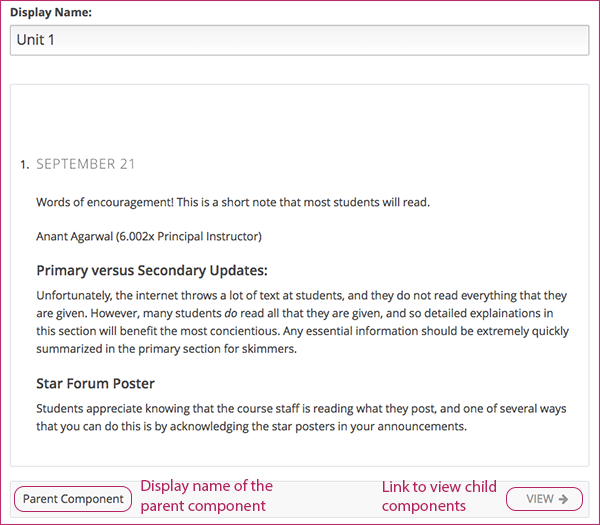 Display Name:
Unit 1
1. SEPTEMBER 21
Words of encouragement! This is a short note that most students will read.
Anant Agarwal (6.002x Principal Instructor)
Primary versus Secondary Updates:
Unfortunately, the internet throws a lot of text at students, and they do not read everything that they
are given. However, many students do read all that they are given, and so detailed explainations in
this section will benefit the most concientious. Any essential information should be extremely quickly
summarized in the primary section for skimmers.
Star Forum Poster
Students appreciate knowing that the course staff is reading what they post, and one of several ways
that you can do this is by acknowledging the star posters in your announcements.
Parent Component
Display name of the
parent component
Link to view child
components
VIEW →